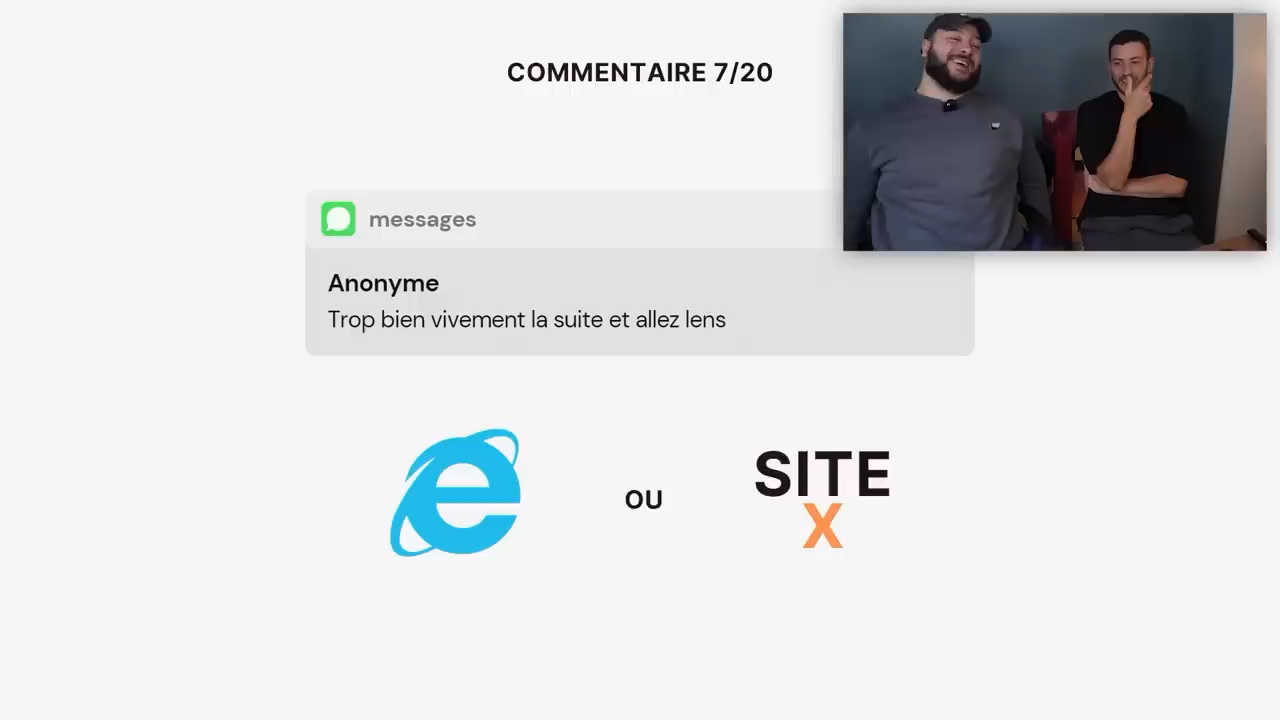 COMMENTAIRE 7/20
messages
Anonyme
Trop bien vivement la suite et allez lens
OU
SITE
X